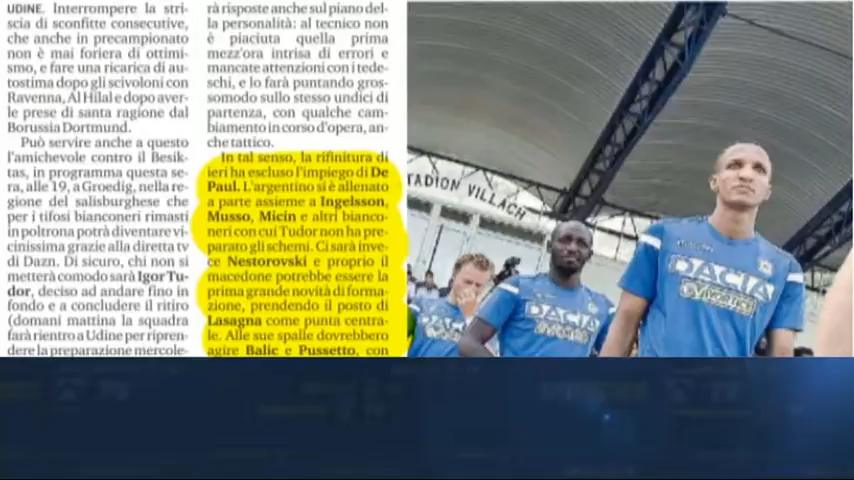 UDINE. Interrompere la stri-
scia di sconfitte consecutive,
che anche in precampionato
non è mai foriera di ottimi-
smo, e fare una ricarica di au-
tostima dopo gli scivoloni con
Ravenna, Al Hilal e dopo aver-
le prese di santa ragione dal
Borussia Dortmund.
Può servire anche a questo
l'amichevole contro il Besik-
tas, in programma questa se-
ra, alle 19, a Groedig, nella re-
gione del salisburghese che
per i tifosi bianconeri rimasti
in poltrona potrà diventare vi-
cinissima grazie alla diretta tv
di Dazn. Di sicuro, chi non si
metterà comodo sarà Igor Tu-
dor, deciso ad andare fino in
fondo e a concludere il ritiro
(domani mattina la squadra
farà rientro a Udine per ripren-
dere la preparazione mercole-
rà risposte anche sul piano del-
la personalità: al tecnico non
è piaciuta quella prima
mezz'ora intrisa di errori e
mancate attenzioni con i tede-
schi, e lo farà puntando gros-
somodo sullo stesso undici di
partenza, con qualche cam-
biamento in corso d'opera, an-
che tattico.
In tal senso, la rifinitura di
ieri ha escluso l'impiego di De
Paul. L'argentino si è allenato
a parte assieme a Ingelsson,
Musso, Micin e altri bianco-
neri con cui Tudor non ha pre-
parato gli schemi. Ci sarà inve-
ce Nestorovski e proprio il
macedone potrebbe essere la
prima grande novità di forma-
zione, prendendo il posto di
Lasagna come punta centra-
le. Alle sue spalle dovrebbero
agire Balic e Pussetto, con
TADION VILLACH
DACIA
DACIA